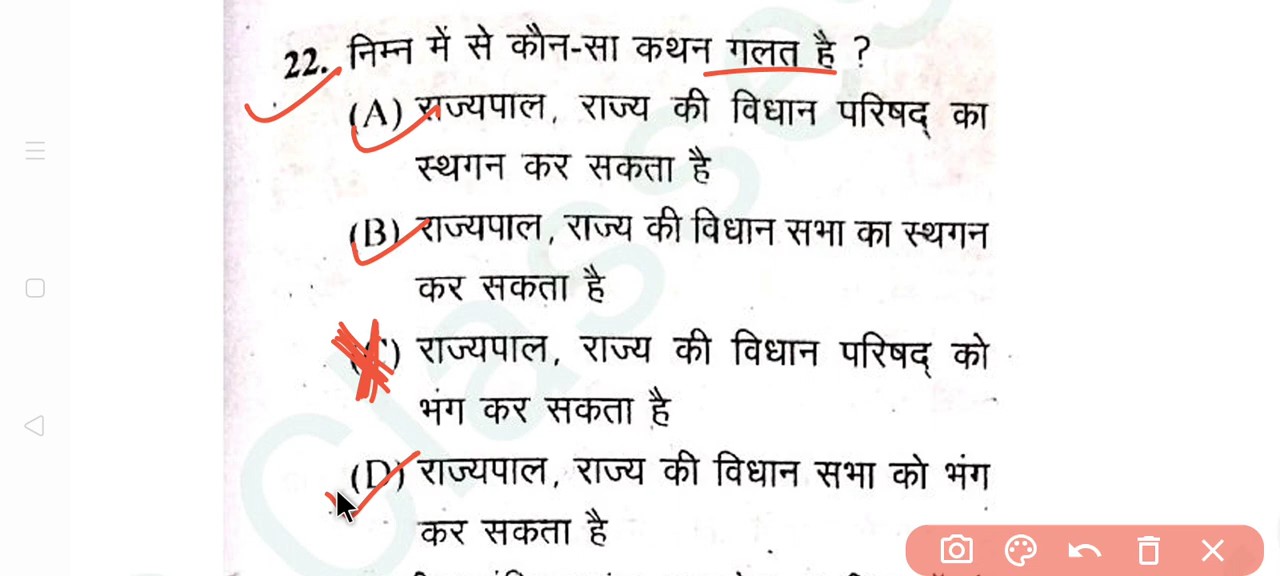 22. निम्न में से कौन-सा कथन गलत है ?
(A) राज्यपाल, राज्य की विधान परिषद् का
स्थगन कर सकता है
(B) राज्यपाल, राज्य की विधान सभा का स्थगन
कर सकता है
(C) राज्यपाल, राज्य की विधान परिषद् को
भंग कर सकता है
(D) राज्यपाल, राज्य की विधान सभा को भंग
कर सकता है